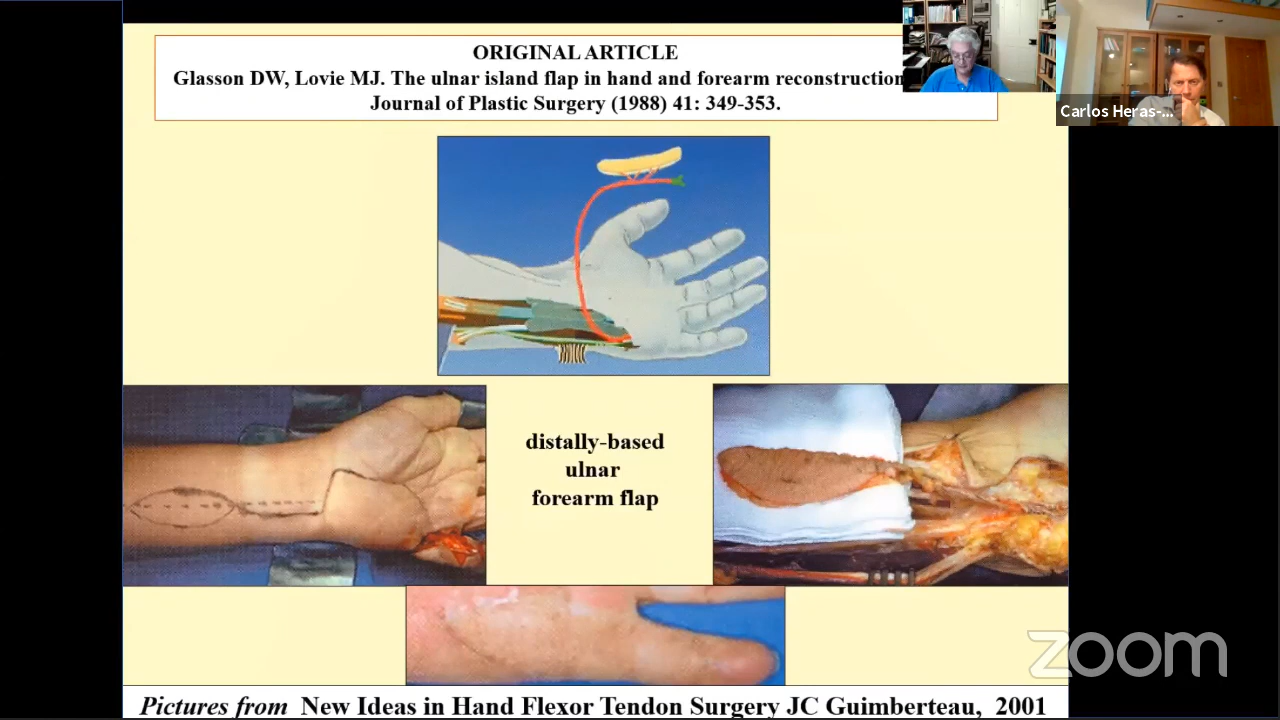 ORIGINAL ARTICLE
Glasson DW, Lovie MJ. The ulnar island flap in hand and forearm reconstruction
Journal of Plastic Surgery (1988) 41: 349-353.
Carlos Heras-...
distally-based
ulnar
forearm flap
zoom
Pictures from New Ideas in Hand Flexor Tendon Surgery JC Guimberteau, 2001